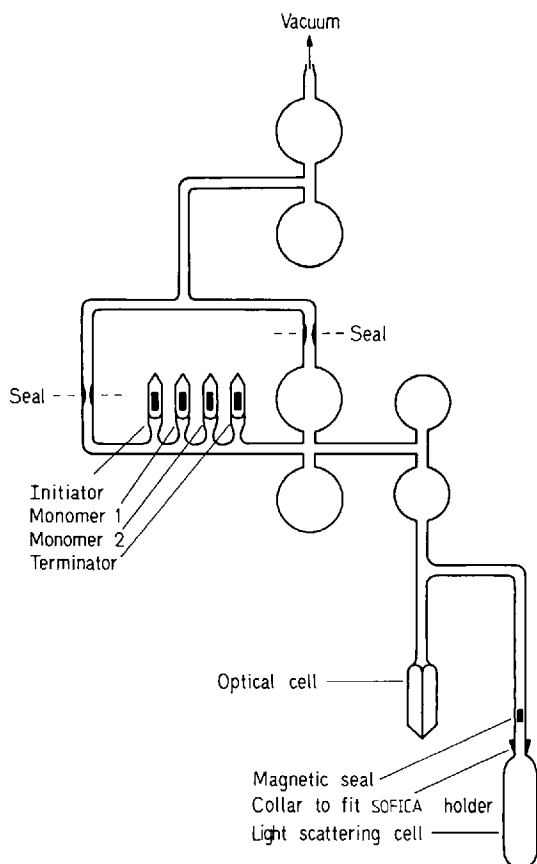 Vacuum
Seal
Seal
Initiator
Monomer 1
Monomer 2
Terminator
Optical cell
Magnetic seal
Collar to fit SOFICA holder
Light scattering cell